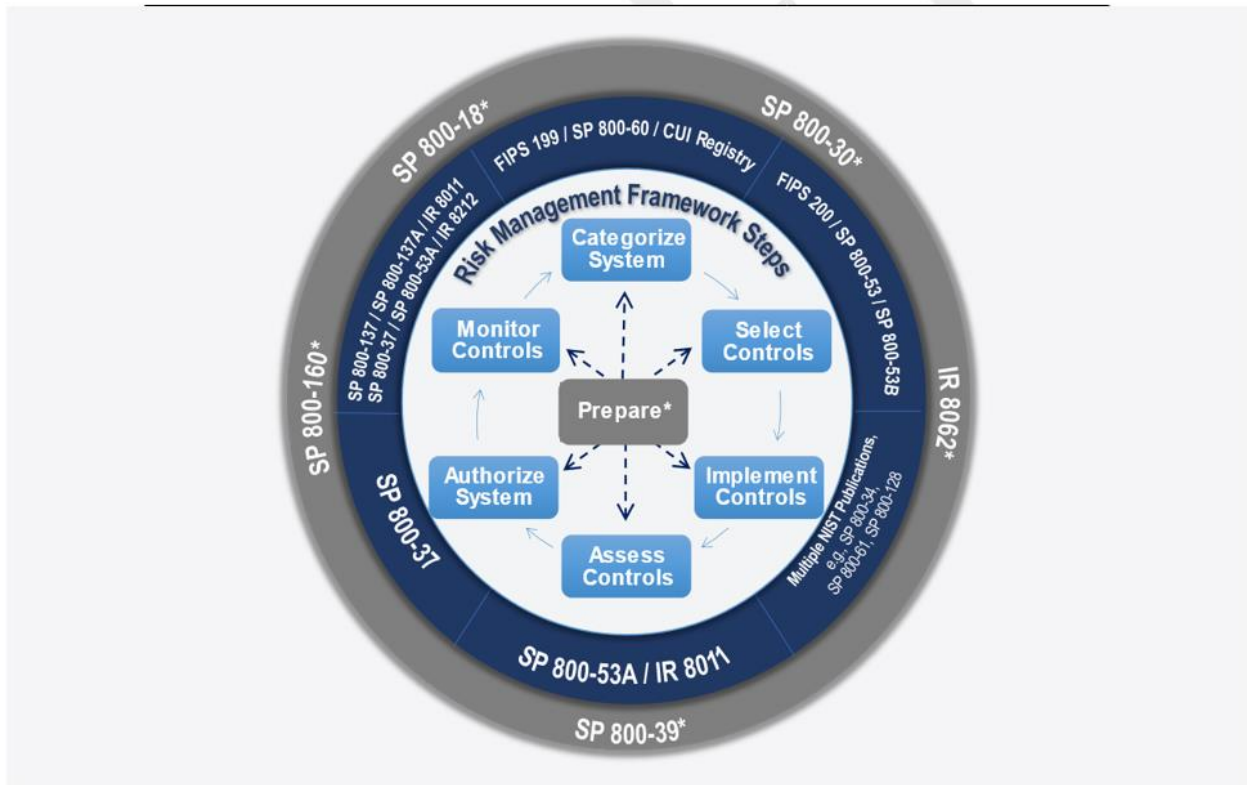 SP 800-18*
SP 800-30*
IR 8062*
SP 800-39*
SP 800-160*
FIPS 199 / SP 800-60 / CUI Registry
FIPS 200 / SP 800-53 / SP 800-53B
Multiple NIST Publications,
e.g., SP 800-34,
SP 800-61, SP 800-128
SP 800-53A / IR 8011
SP 800-37
SP 800-137 / SP 800-137A / IR 8011
SP 800-37 / SP 800-53A / IR 8212
Risk Management Framework Steps
Categorize
System
Select
Controls
Implement
Controls
Assess
Controls
Authorize
System
Monitor
Controls
Prepare*